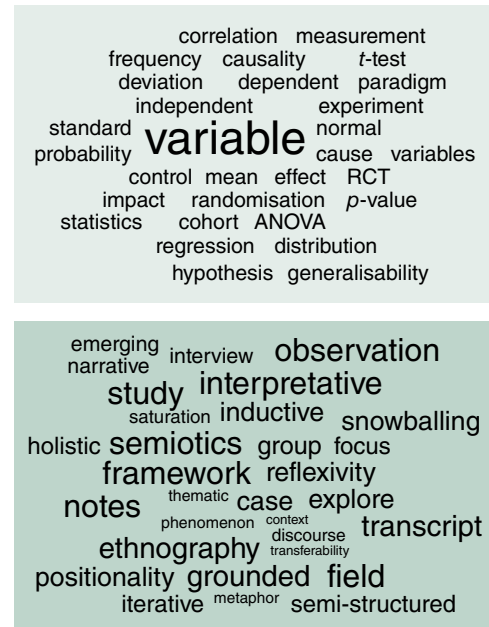 correlation measurement
frequency causality t-test
deviation dependent paradigm
independent experiment
standard variable normal
probability cause variables
control mean effect RCT
impact randomisation p-value
statistics cohort ANOVA
regression distribution
hypothesis generalisability
emerging interview observation
narrative
study interpretative
saturation inductive snowballing
holistic semiotics group focus
framework reflexivity
notes thematic case explore
phenomenon context transcript
ethnography discourse
transferability
positionality grounded field
iterative metaphor semi-structured